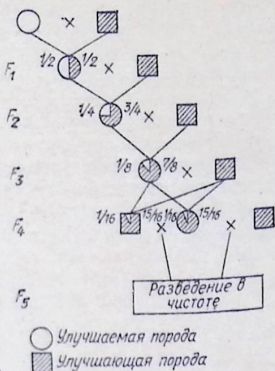 ×
1/2 1/2 ×
F1
1/4 3/4 ×
F2
1/8 7/8 ×
F3
1/16 15/16 1/16 15/16
F4 × ×
F5
Разведение в
чистоте
Улучшаемая порода
Улучшающая порода